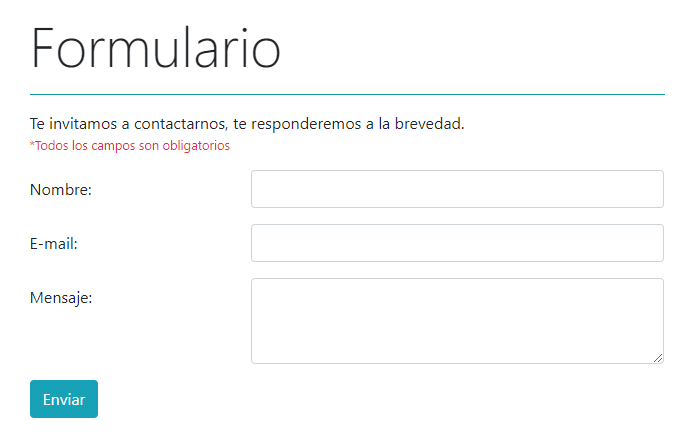 Formulario
Te invitamos a contactarnos, te responderemos a la brevedad.
*Todos los campos son obligatorios
Nombre:
E-mail:
Mensaje:
Enviar